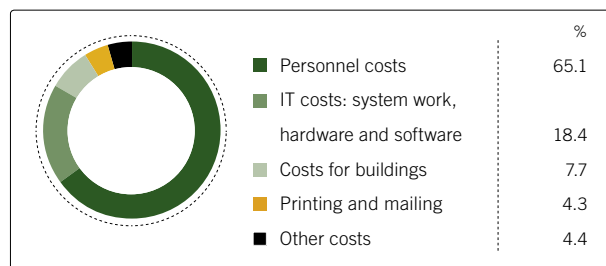 %
Personnel costs 65.1
IT costs: system work,
hardware and software 18.4
Costs for buildings 7.7
Printing and mailing 4.3
Other costs 4.4